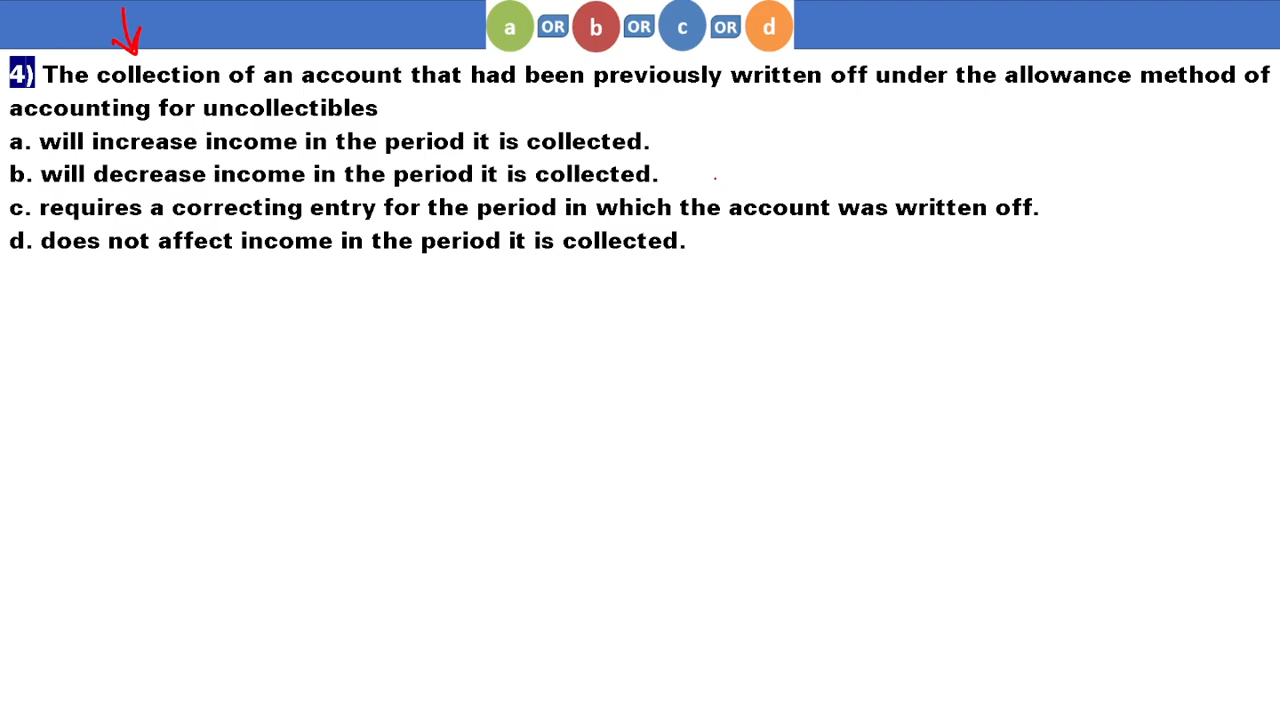 a OR b OR c OR d
4) The collection of an account that had been previously written off under the allowance method of
accounting for uncollectibles
a. will increase income in the period it is collected.
b. will decrease income in the period it is collected.
c. requires a correcting entry for the period in which the account was written off.
d. does not affect income in the period it is collected.